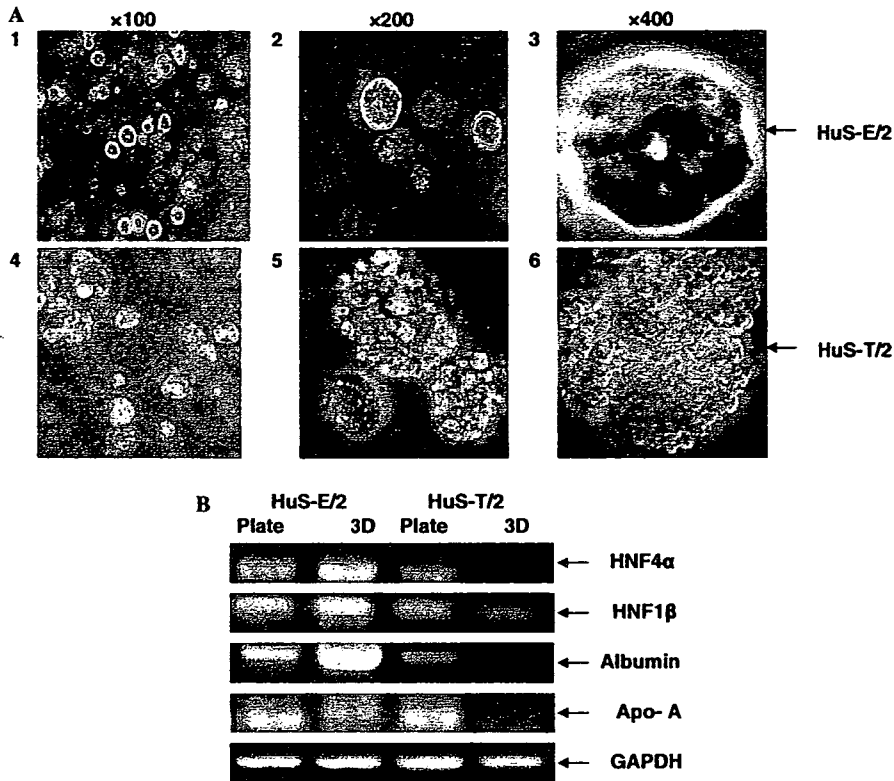 A
×100 ×200 ×400
1 2 3
HuS-E/2
4 5 6
HuS-T/2
B
HuS-E/2 HuS-T/2
Plate 3D Plate 3D
HNF4α
HNF1β
Albumin
Apo- A
GAPDH